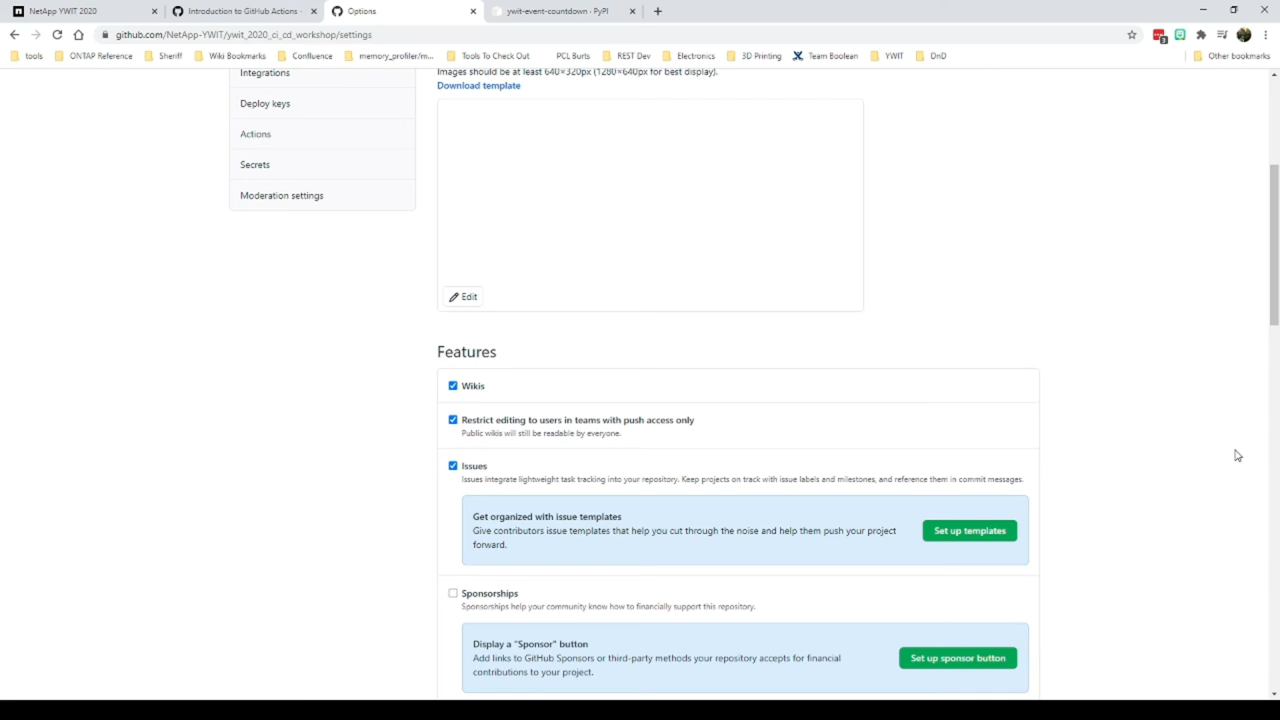 NetApp YWIT 2020
Introduction to GitHub Actions -
Options
ywit-event-countdown · PyPI
github.com/NetApp-YWIT/ywit_2020_ci_cd_workshop/settings
tools
ONTAP Reference
Sheriff
Wiki Bookmarks
Confluence
memory_profiler/m...
Tools To Check Out
PCL Burts
REST Dev
Electronics
3D Printing
Team Boolean
YWIT
DnD
Other bookmarks
Integrations
Deploy keys
Actions
Secrets
Moderation settings
Images should be at least 640×320px (1280×640px for best display).
Download template
Edit
Features
Wikis
Restrict editing to users in teams with push access only
Public wikis will still be readable by everyone.
Issues
Issues integrate lightweight task tracking into your repository. Keep projects on track with issue labels and milestones, and reference them in commit messages.
Get organized with issue templates
Give contributors issue templates that help you cut through the noise and help them push your project
forward.
Set up templates
Sponsorships
Sponsorships help your community know how to financially support this repository.
Display a "Sponsor" button
Add links to GitHub Sponsors or third-party methods your repository accepts for financial
contributions to your project.
Set up sponsor button